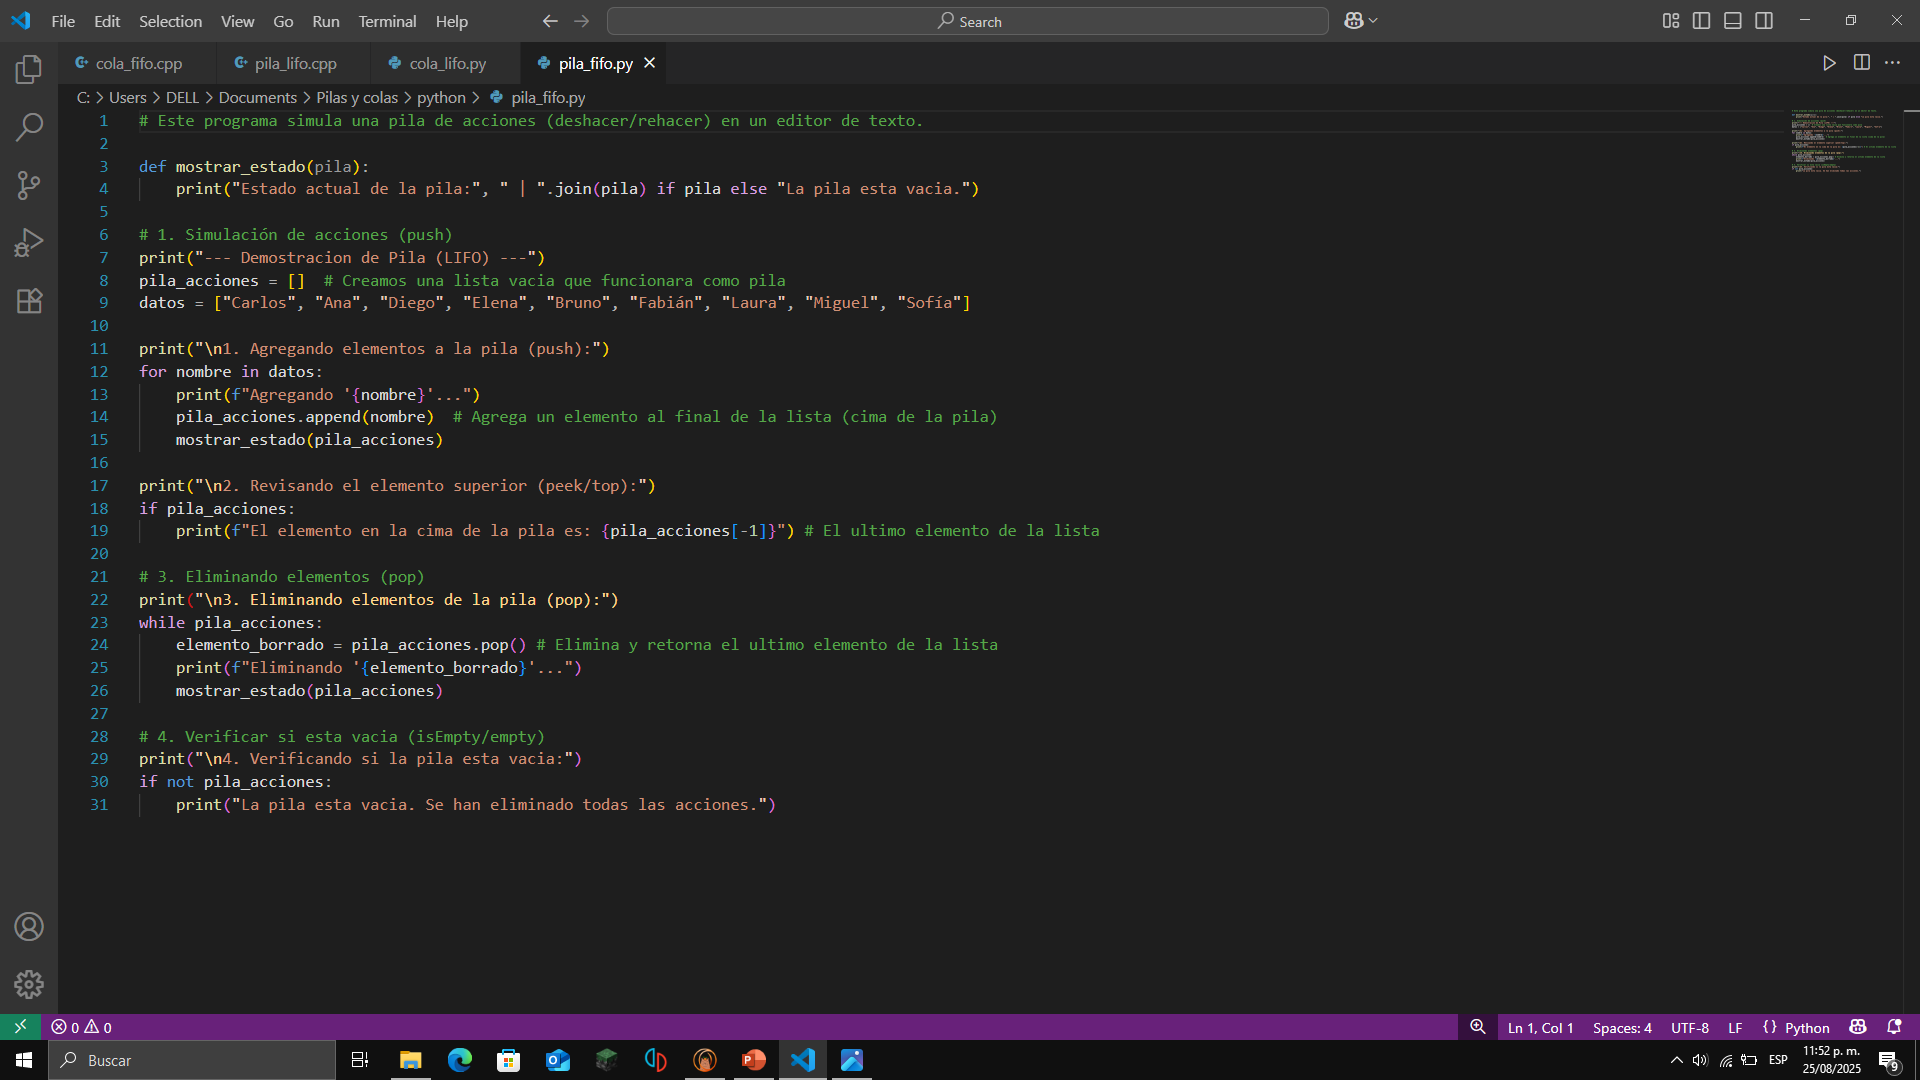 File Edit Selection View Go Run Terminal Help Search
cola_fifo.cpp pila_lifo.cpp cola_lifo.py pila_fifo.py
C: > Users > DELL > Documents > Pilas y colas > python > pila_fifo.py
1 # Este programa simula una pila de acciones (deshacer/rehacer) en un editor de texto.
2
3 def mostrar_estado(pila):
4     print("Estado actual de la pila:", " | ".join(pila) if pila else "La pila esta vacia.")
5
6 # 1. Simulación de acciones (push)
7 print("--- Demostracion de Pila (LIFO) ---")
8 pila_acciones = []  # Creamos una lista vacia que funcionara como pila
9 datos = ["Carlos", "Ana", "Diego", "Elena", "Bruno", "Fabián", "Laura", "Miguel", "Sofía"]
10
11 print("\n1. Agregando elementos a la pila (push):")
12 for nombre in datos:
13     print(f"Agregando '{nombre}'...")
14     pila_acciones.append(nombre)  # Agrega un elemento al final de la lista (cima de la pila)
15     mostrar_estado(pila_acciones)
16
17 print("\n2. Revisando el elemento superior (peek/top):")
18 if pila_acciones:
19     print(f"El elemento en la cima de la pila es: {pila_acciones[-1]}") # El ultimo elemento de la lista
20
21 # 3. Eliminando elementos (pop)
22 print("\n3. Eliminando elementos de la pila (pop):")
23 while pila_acciones:
24     elemento_borrado = pila_acciones.pop() # Elimina y retorna el ultimo elemento de la lista
25     print(f"Eliminando '{elemento_borrado}'...")
26     mostrar_estado(pila_acciones)
27
28 # 4. Verificar si esta vacia (isEmpty/empty)
29 print("\n4. Verificando si la pila esta vacia:")
30 if not pila_acciones:
31     print("La pila esta vacia. Se han eliminado todas las acciones.")
0 0 Ln 1, Col 1 Spaces: 4 UTF-8 LF {} Python
Buscar ESP 11:52 p. m.
25/08/2025 9